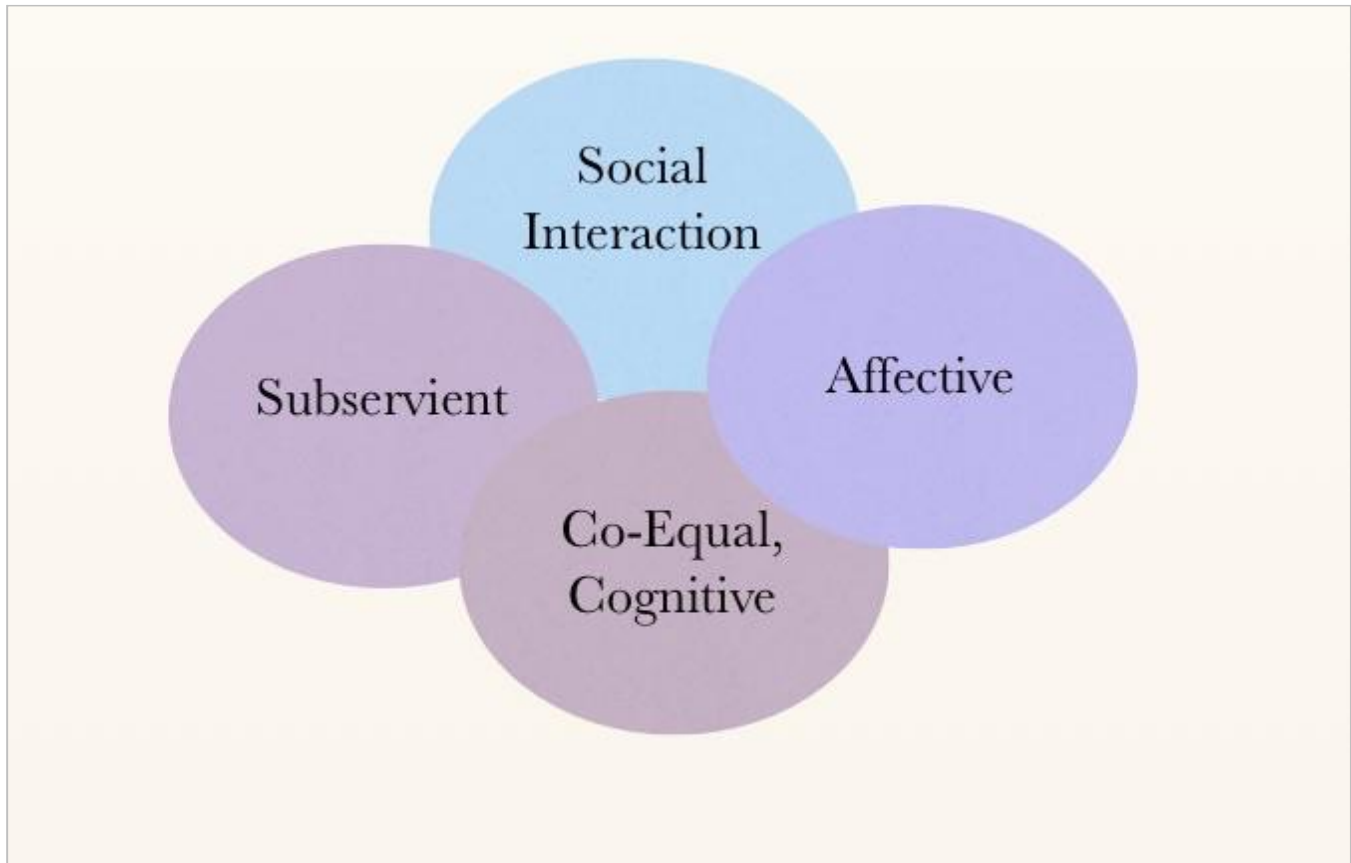 Social
Interaction
Subservient
Affective
Co-Equal,
Cognitive